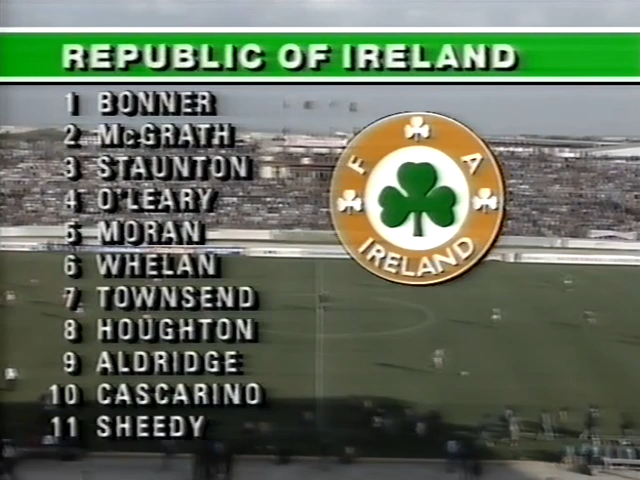 REPUBLIC OF IRELAND
1 BONNER
2 McGRATH
3 STAUNTON
4 O'LEARY
5 MORAN
6 WHELAN
7 TOWNSEND
8 HOUGHTON
9 ALDRIDGE
10 CASCARINO
11 SHEEDY
F A
IRELAND